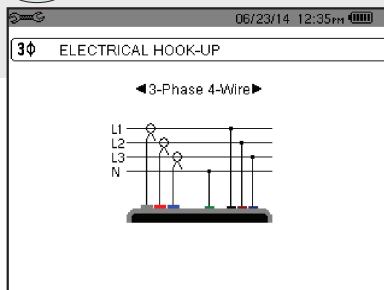 06/23/14 12:35PM
3Φ ELECTRICAL HOOK-UP
◄3-Phase 4-Wire►
L1
L2
L3
N